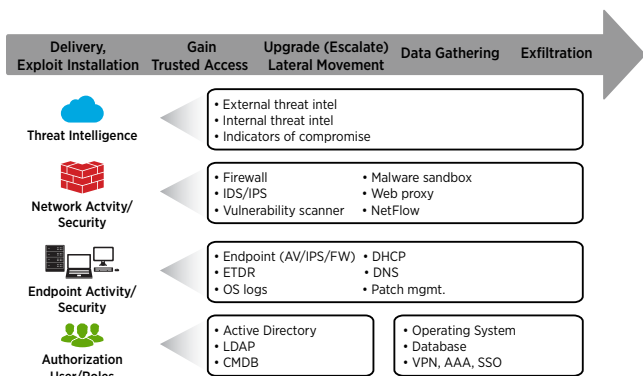 Delivery,
Exploit Installation
Gain
Trusted Access
Upgrade (Escalate)
Lateral Movement
Data Gathering
Exfiltration
Threat Intelligence
• External threat intel
• Internal threat intel
• Indicators of compromise
Network Activty/
Security
• Firewall
• IDS/IPS
• Vulnerability scanner
• Malware sandbox
• Web proxy
• NetFlow
Endpoint Activity/
Security
• Endpoint (AV/IPS/FW)
• ETDR
• OS logs
• DHCP
• DNS
• Patch mgmt.
Authorization
User/Roles
• Active Directory
• LDAP
• CMDB
• Operating System
• Database
• VPN, AAA, SSO